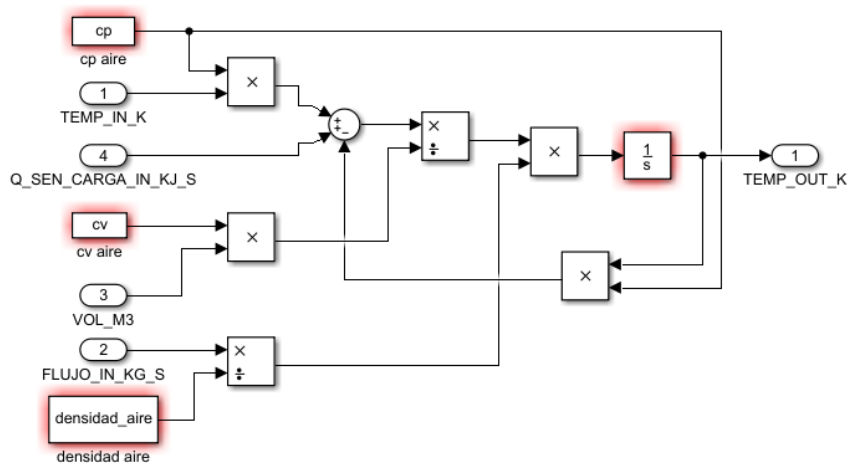 cp
cp aire
×
1
TEMP_IN_K
+
+
−
×
÷
4
Q_SEN_CARGA_IN_KJ_S
×
1
s
1
TEMP_OUT_K
cv
cv aire
×
×
3
VOL_M3
2
FLUJO_IN_KG_S
×
÷
densidad_aire
densidad aire